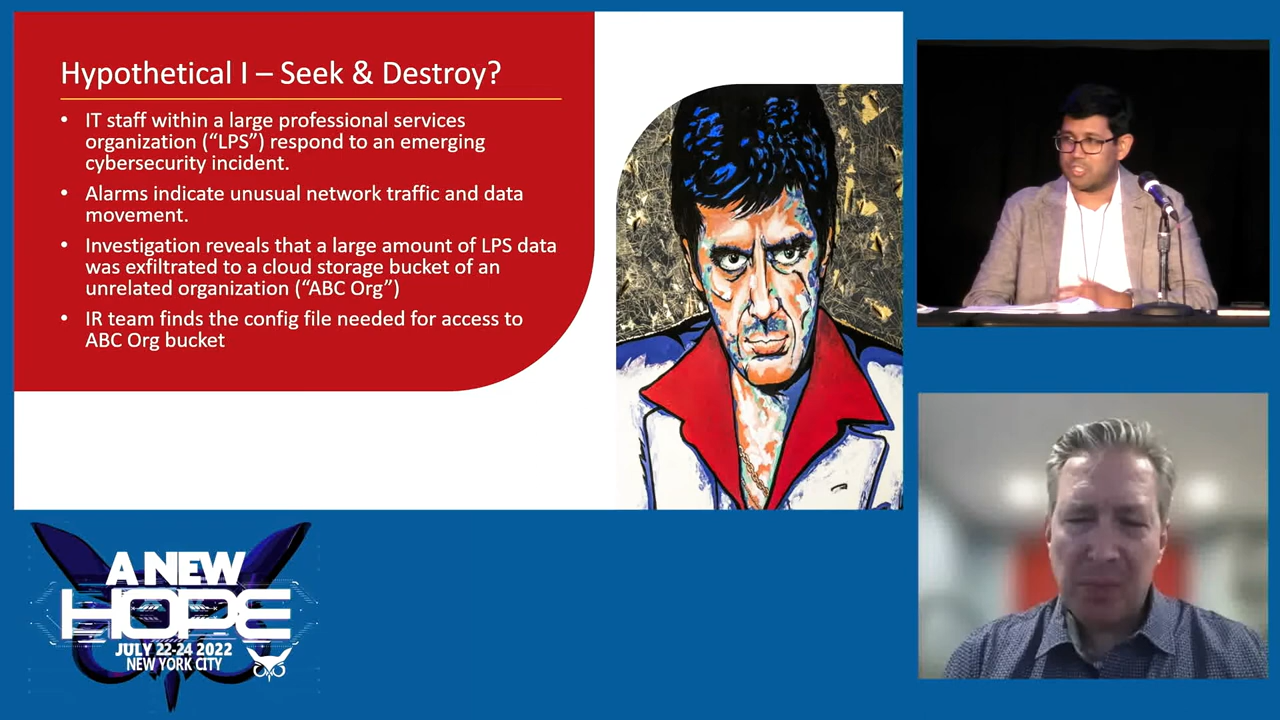 Hypothetical I – Seek & Destroy?
• IT staff within a large professional services
organization (“LPS”) respond to an emerging
cybersecurity incident.
• Alarms indicate unusual network traffic and data
movement.
• Investigation reveals that a large amount of LPS data
was exfiltrated to a cloud storage bucket of an
unrelated organization (“ABC Org”)
• IR team finds the config file needed for access to
ABC Org bucket
A NEW
HOPE
JULY 22-24 2022
NEW YORK CITY